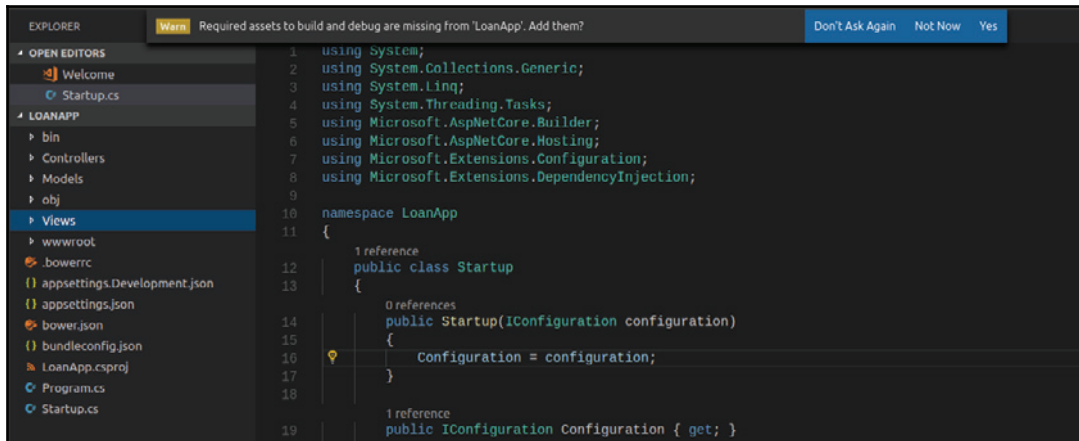 EXPLORER
Warn Required assets to build and debug are missing from 'LoanApp'. Add them? Don't Ask Again Not Now Yes
OPEN EDITORS
Welcome
Startup.cs
LOANAPP
bin
Controllers
Models
obj
Views
wwwroot
.bowerrc
appsettings.Development.json
appsettings.json
bower.json
bundleconfig.json
LoanApp.csproj
Program.cs
Startup.cs
1 using System;
2 using System.Collections.Generic;
3 using System.Linq;
4 using System.Threading.Tasks;
5 using Microsoft.AspNetCore.Builder;
6 using Microsoft.AspNetCore.Hosting;
7 using Microsoft.Extensions.Configuration;
8 using Microsoft.Extensions.DependencyInjection;
9
10 namespace LoanApp
11 {
1 reference
12 public class Startup
13 {
0 references
14 public Startup(IConfiguration configuration)
15 {
16 Configuration = configuration;
17 }
18
1 reference
19 public IConfiguration Configuration { get; }